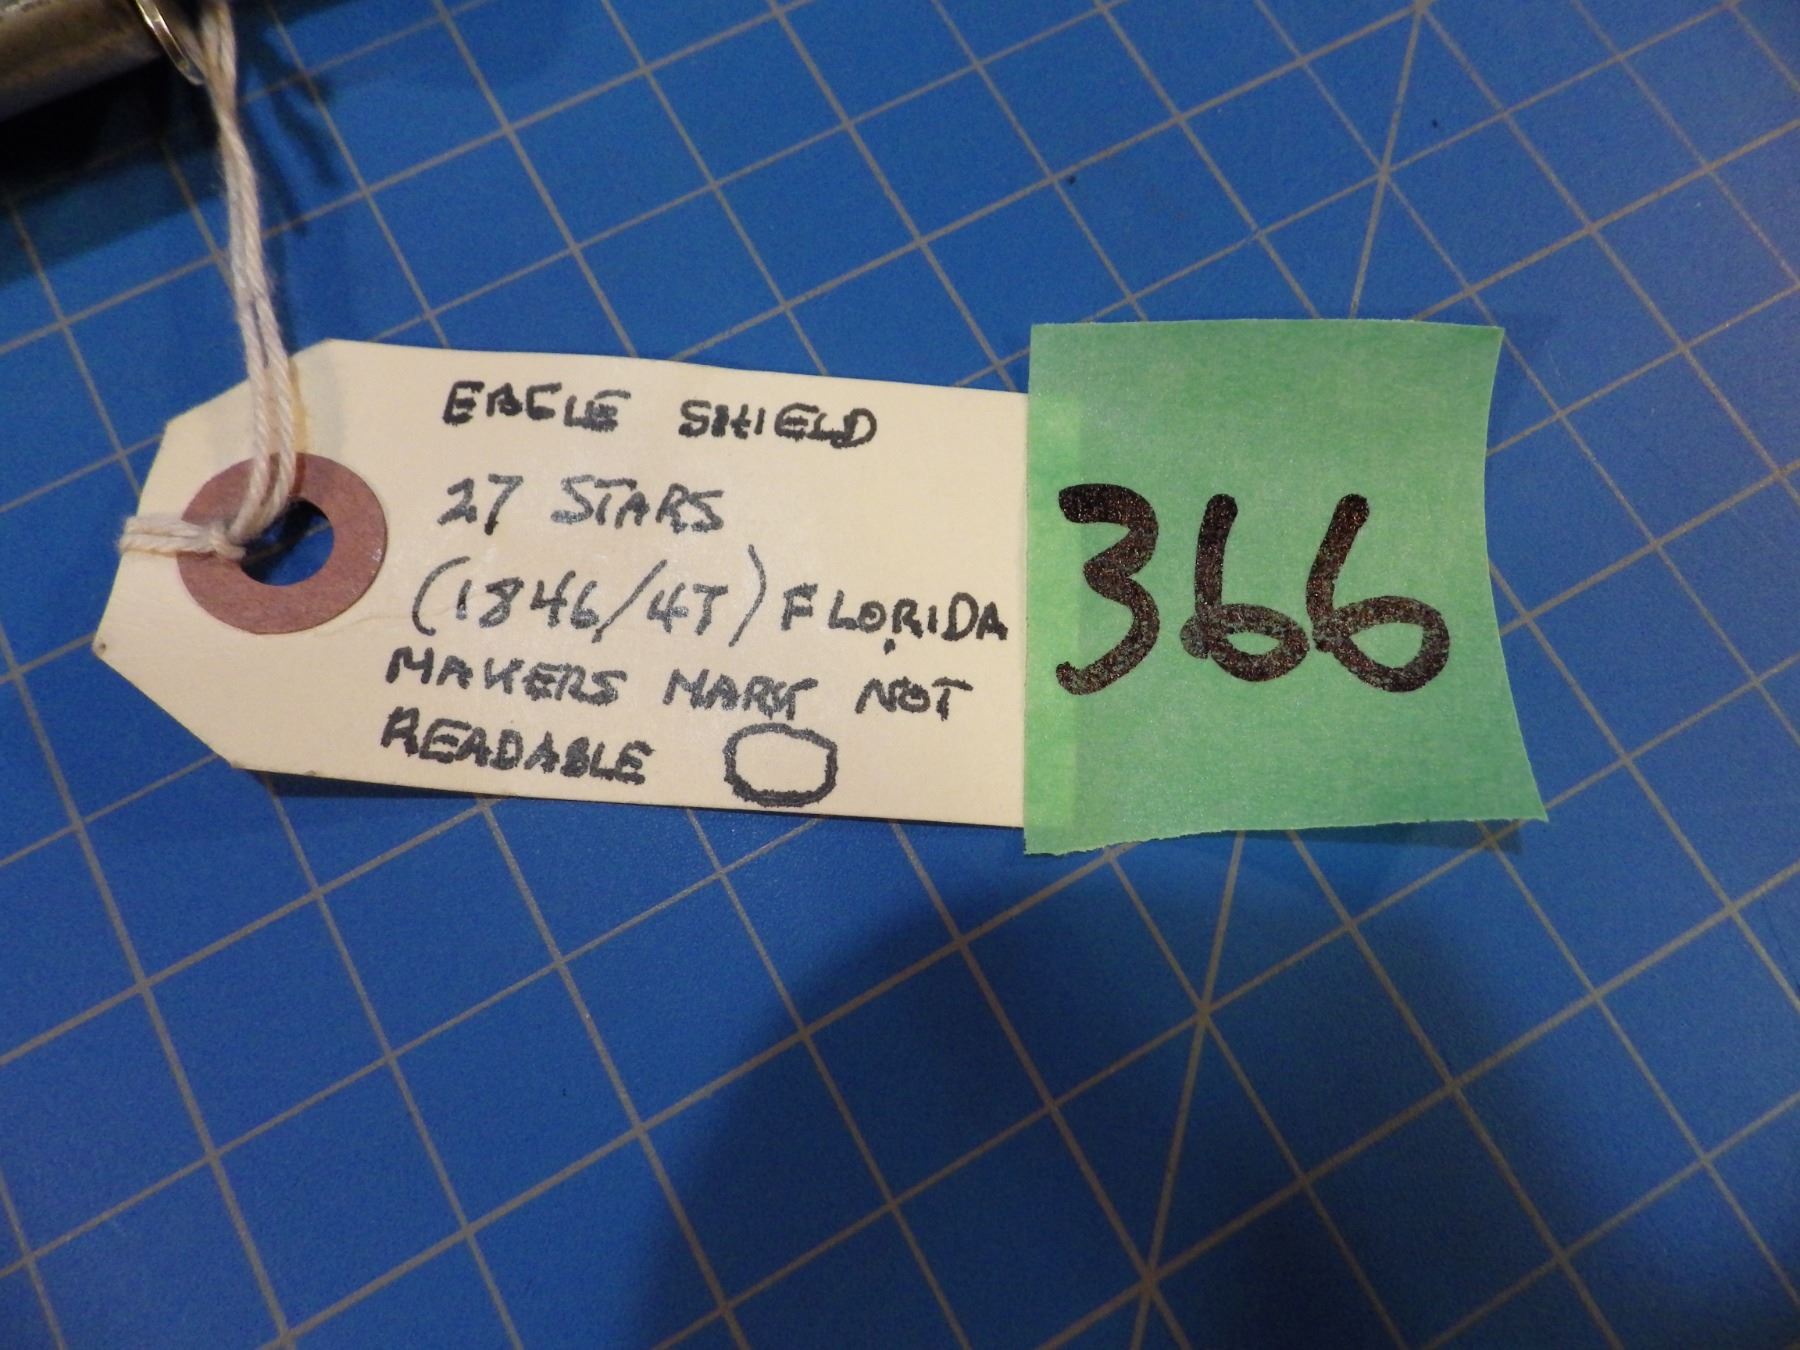 EAGLE SHIELD
27 STARS
(1846/47) FLORIDA
MAKERS MARK NOT
READABLE
366